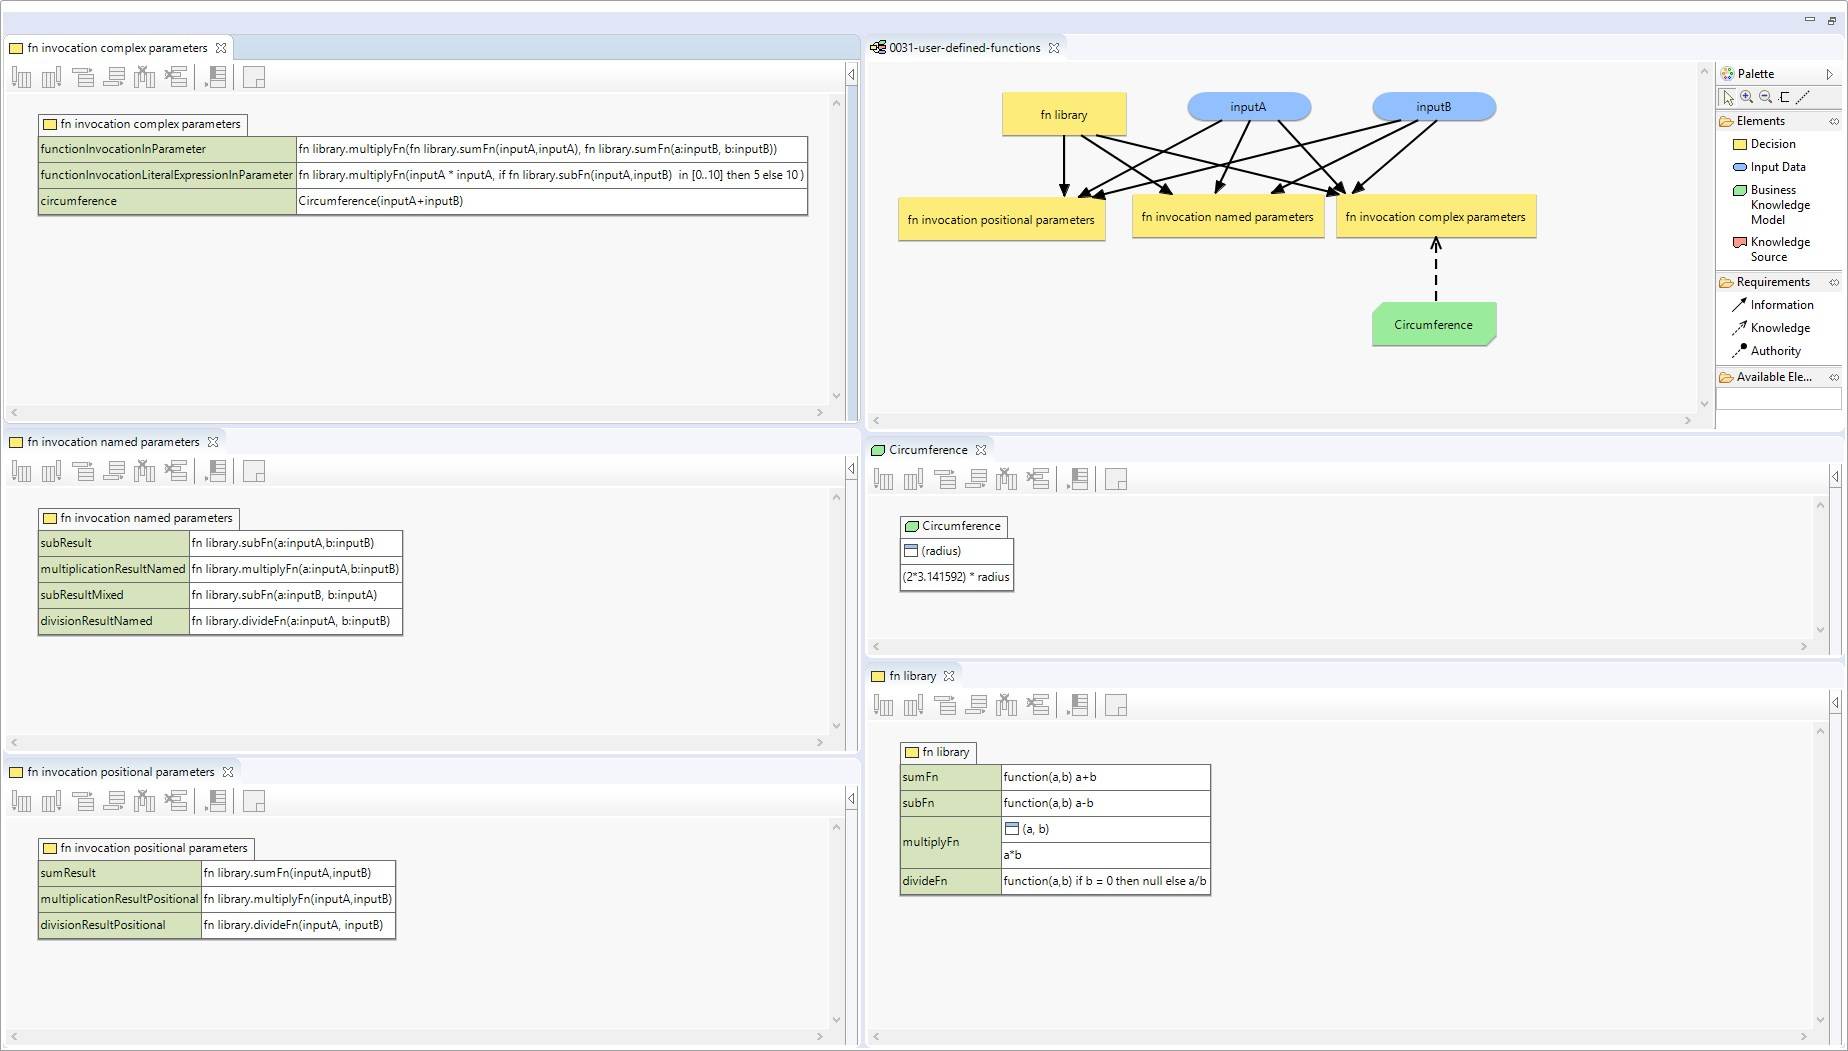 fn invocation complex parameters
fn invocation complex parameters
functionInvocationInParameter fn library.multiplyFn(fn library.sumFn(inputA,inputA), fn library.sumFn(a:inputB, b:inputB))
functionInvocationLiteralExpressionInParameter fn library.multiplyFn(inputA * inputA, if fn library.subFn(inputA,inputB)  in [0..10] then 5 else 10 )
circumference Circumference(inputA+inputB)
fn invocation named parameters
fn invocation named parameters
subResult fn library.subFn(a:inputA,b:inputB)
multiplicationResultNamed fn library.multiplyFn(a:inputA,b:inputB)
subResultMixed fn library.subFn(a:inputB, b:inputA)
divisionResultNamed fn library.divideFn(a:inputA, b:inputB)
fn invocation positional parameters
fn invocation positional parameters
sumResult fn library.sumFn(inputA,inputB)
multiplicationResultPositional fn library.multiplyFn(inputA,inputB)
divisionResultPositional fn library.divideFn(inputA, inputB)
0031-user-defined-functions
fn library inputA inputB
fn invocation positional parameters fn invocation named parameters fn invocation complex parameters
Circumference
Palette
Elements
Decision
Input Data
Business
Knowledge
Model
Knowledge
Source
Requirements
Information
Knowledge
Authority
Available Ele...
Circumference
Circumference
(radius)
(2*3.141592) * radius
fn library
fn library
sumFn function(a,b) a+b
subFn function(a,b) a-b
multiplyFn (a, b)
a*b
divideFn function(a,b) if b = 0 then null else a/b